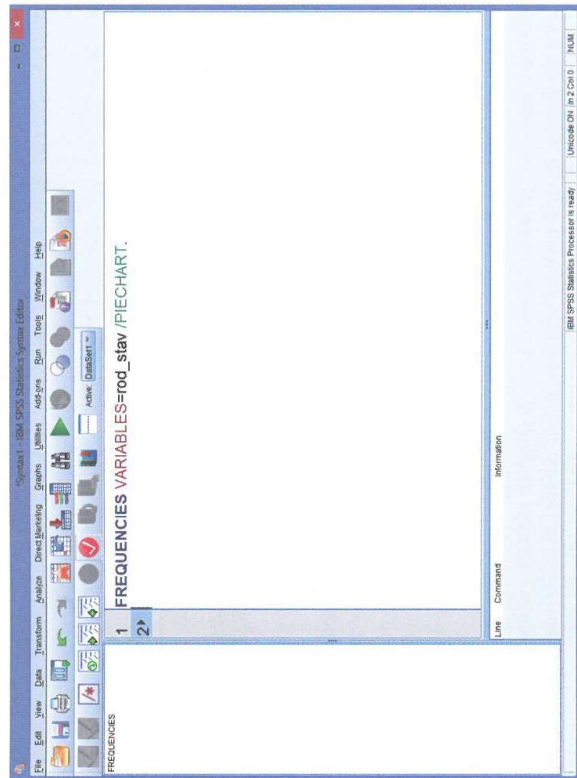 *Syntax1 - IBM SPSS Statistics Syntax Editor
File Edit View Data Transform Analyze Direct Marketing Graphs Utilities Add-ons Run Tools Window Help
Active: DataSet1
FREQUENCIES
1 FREQUENCIES VARIABLES=rod_stav /PIECHART.
2
Line Command Information
IBM SPSS Statistics Processor is ready Unicode:ON In 2 Col 0 NUM